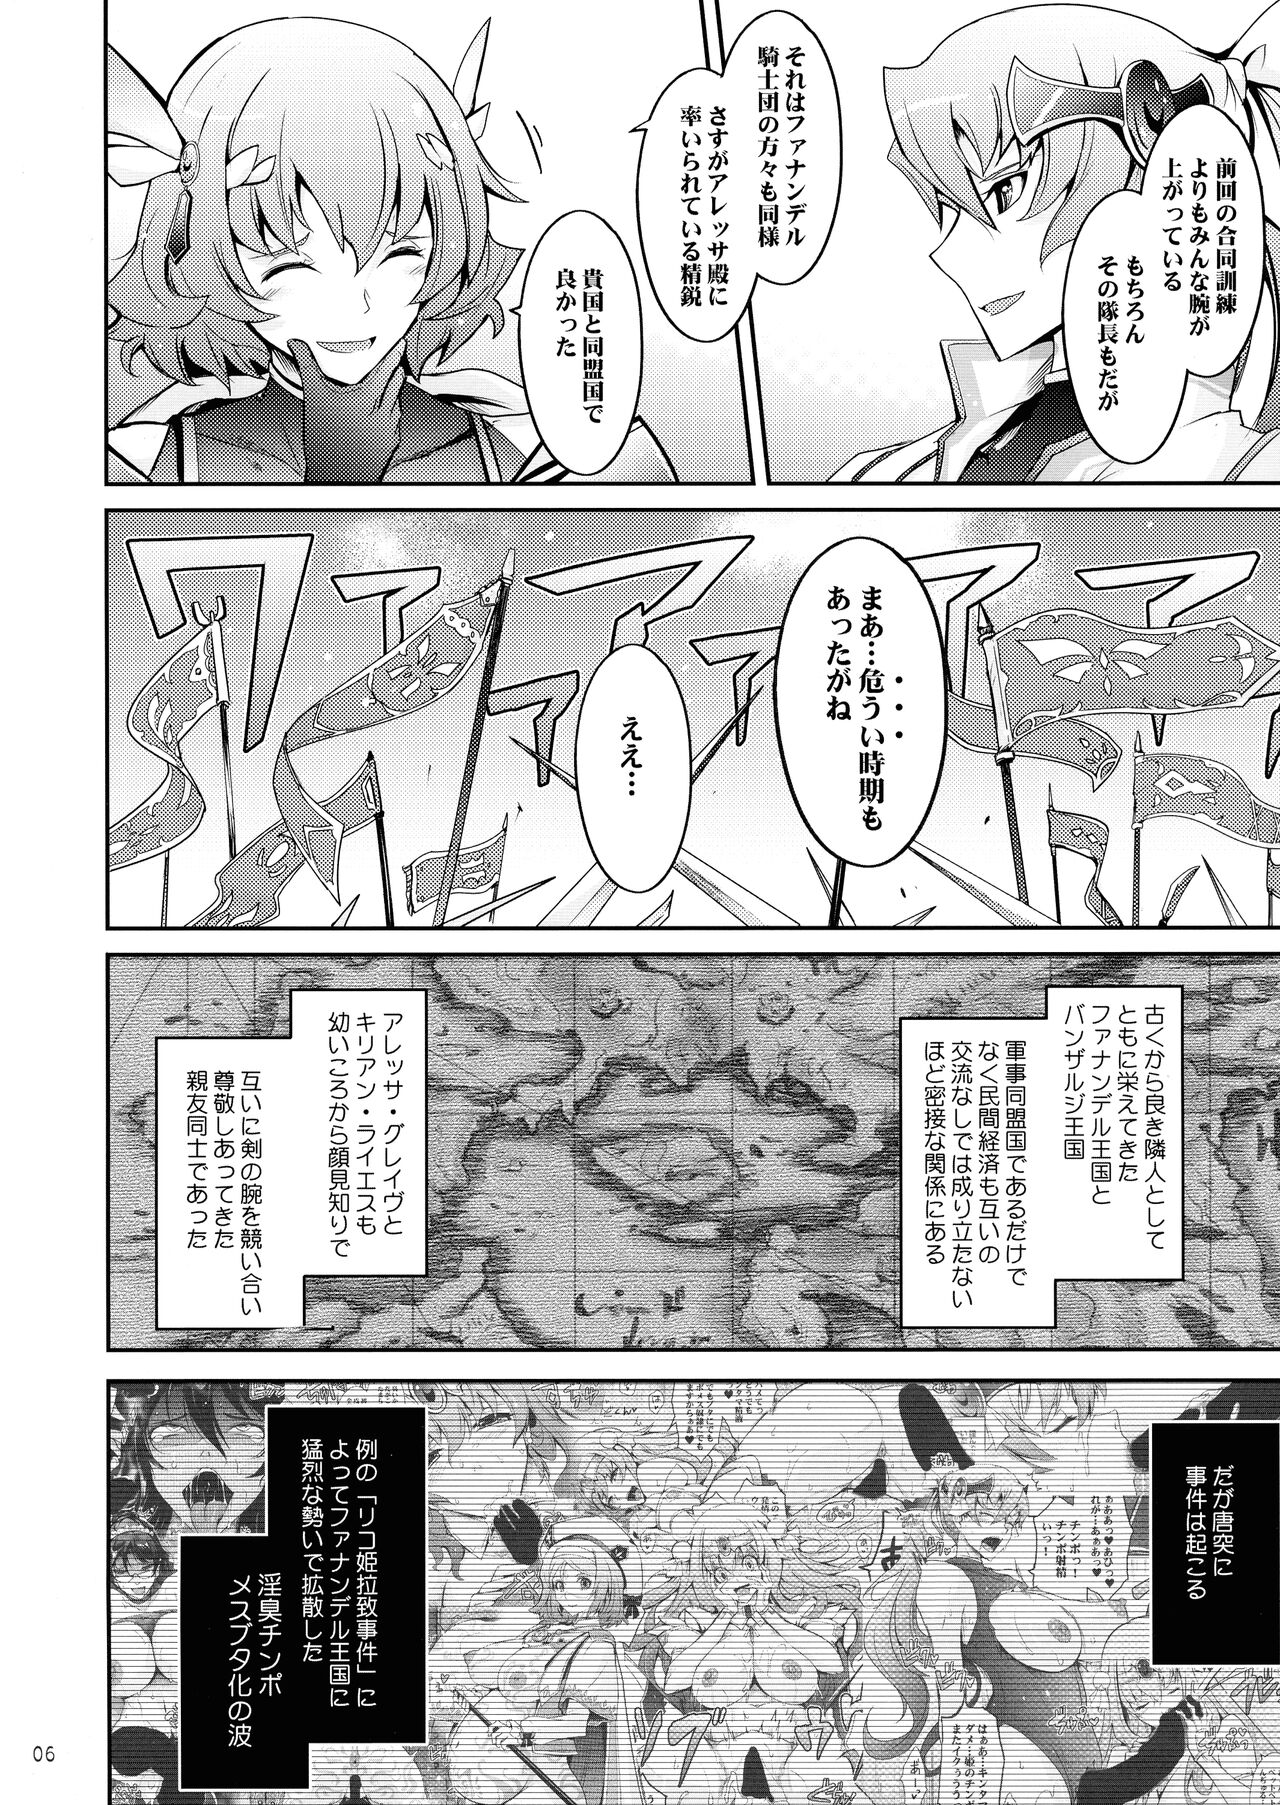 前回の合同訓練
よりもみんな腕が
上がっている
もちろん
その隊長もだが
それはファナンデル
騎士団の方々も同様
さすがアレッサ殿に
率いられている精鋭
貴国と同盟国で
良かった
まあ…危うい時期も
あったがね
ええ…
ワァァァァァァ
古くから良き隣人として
ともに栄えてきた
ファナンデル王国と
バンザルジ王国
軍事同盟国であるだけで
なく民間経済も互いの
交流なしでは成り立たない
ほど密接な関係にある
アレッサ・グレイヴと
キリアン・ライエスも
幼いころから顔見知りで
互いに剣の腕を競い合い
尊敬しあってきた
親友同士であった
だが唐突に
事件は起こる
例の「リコ姫拉致事件」に
よってファナンデル王国に
猛烈な勢いで拡散した
淫臭チンポ
メスブタ化の波
06